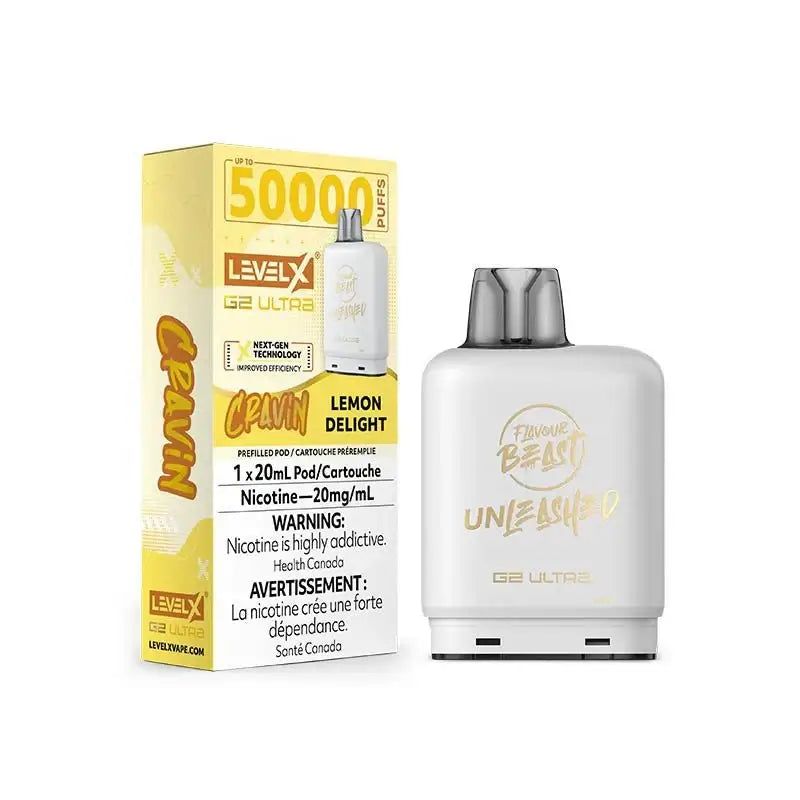 CRAVIN
LEVEL X
G2 ULTRA
LEVELXVAPE.COM
UP TO
50000
PUFFS
LEVEL X®
G2 ULTRA
NEXT-GEN
TECHNOLOGY
IMPROVED EFFICIENCY
BEAST
UNLEASHED
CRAVIN
LEMON
DELIGHT
PREFILLED POD / CARTOUCHE PRÉREMPLIE
1 x 20mL Pod/Cartouche
Nicotine—20mg/mL
WARNING:
Nicotine is highly addictive.
Health Canada
AVERTISSEMENT :
La nicotine crée une forte
dépendance.
Santé Canada
FLAVOUR
BEAST
UNLEASHED
G2 ULTRA